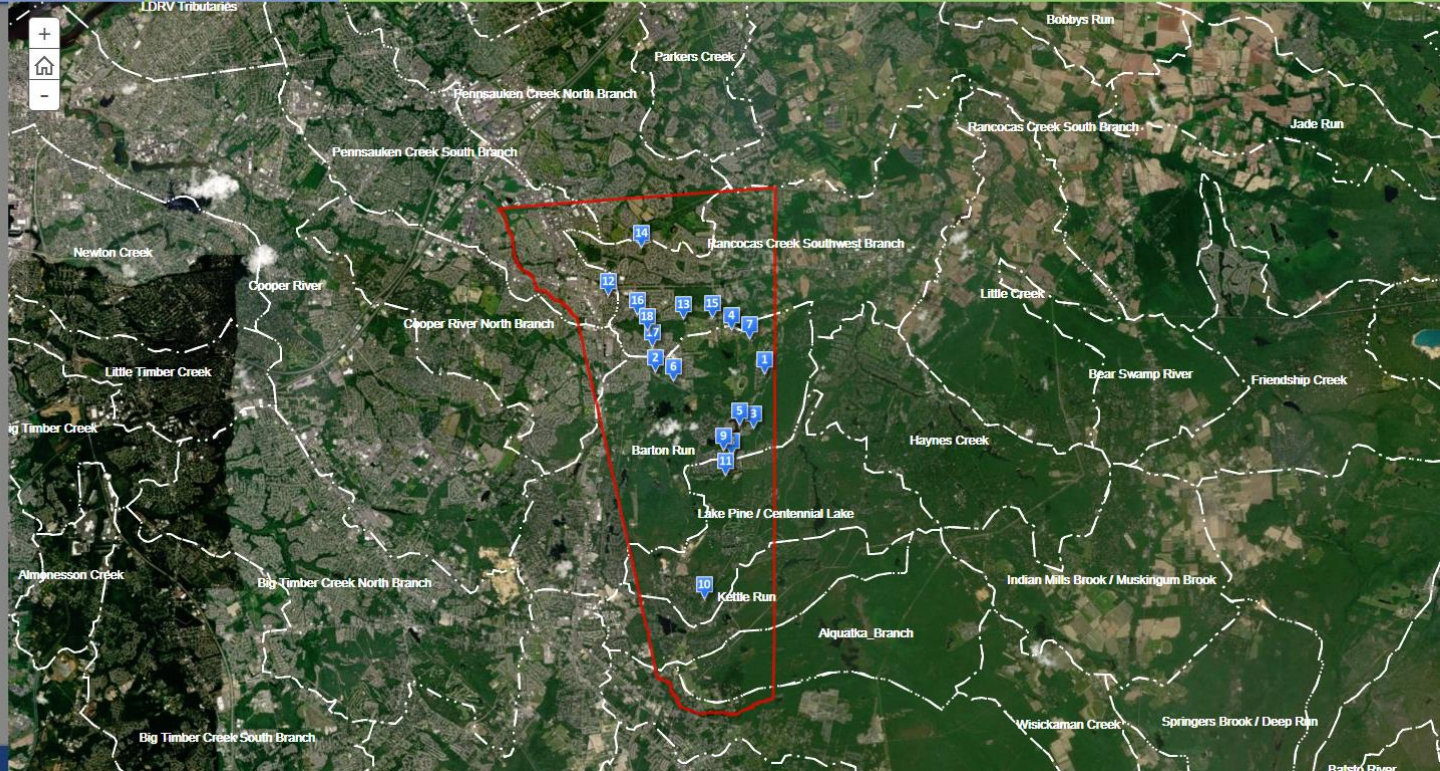 LDRV Tributaries
Bobbys Run
+
Parkers Creek
-
Pennsauken Creek North Branch
Jade Run
Rancocas Creek South Branch
Pennsauken Creek South Branch
14
Rancocas Creek Southwest Branch
Newton Creek
12
Cooper River
Little Creek
16
13
15
18
4
Cooper River North Branch
7
17
2
1
6
Little Timber Creek
Bear Swamp River
Friendship Creek
5
3
ig Timber Creek
9
Haynes Creek
Barton Run
11
Lake Pine / Centennial Lake
Almonesson Creek
Big Timber Creek North Branch
10
Indian Mills Brook / Muskingum Brook
Kettle Run
Alquatka_Branch
Wisickaman Creek
Springers Brook / Deep Run
Big Timber Creek South Branch
Batsto River